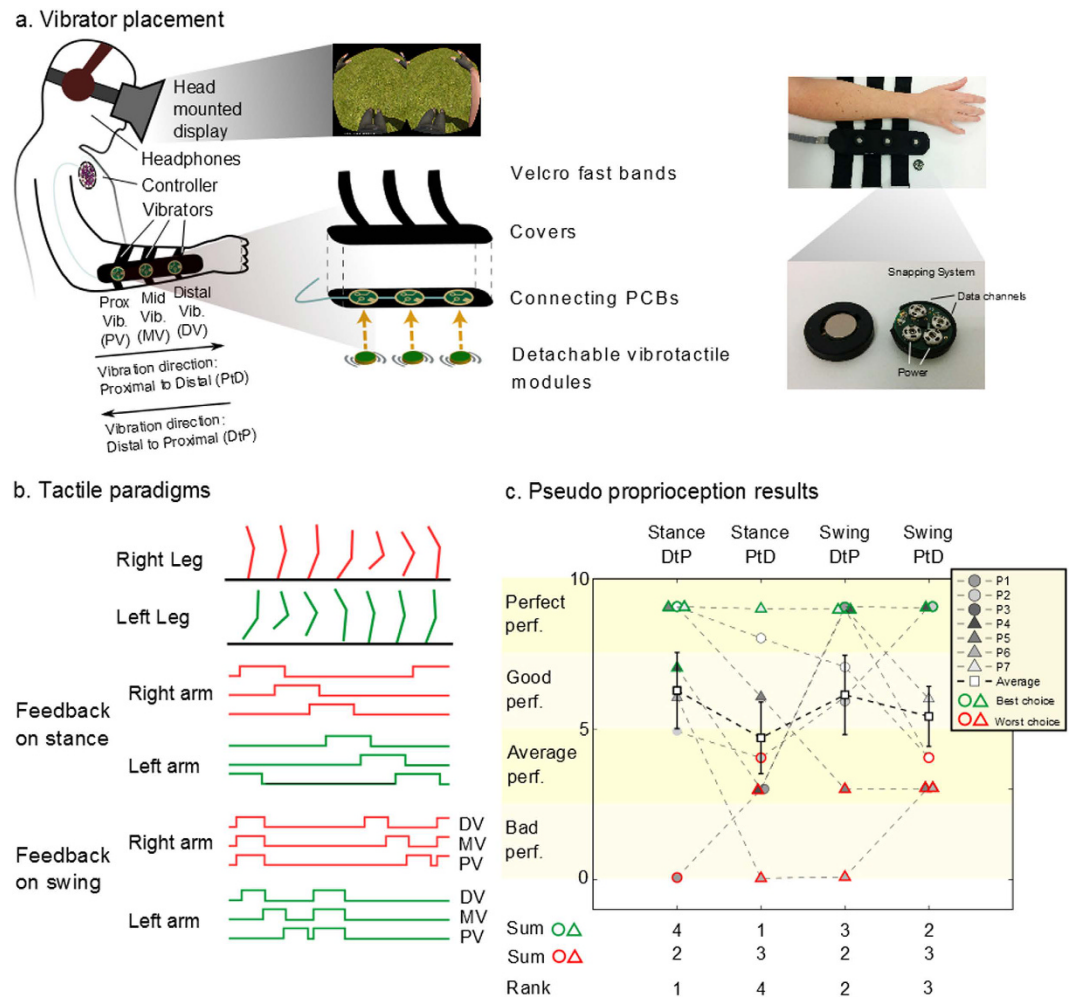 a. Vibrator placement
Head
mounted
display
Headphones
Controller
Vibrators
Prox
Vib.
(PV)
Mid
Vib.
(MV)
Distal
Vib.
(DV)
Vibration direction:
Proximal to Distal (PtD)
Vibration direction:
Distal to Proximal (DtP)
Velcro fast bands
Covers
Connecting PCBs
Detachable vibrotactile
modules
Snapping System
Data channels
Power
b. Tactile paradigms
Right Leg
Left Leg
Feedback
on stance
Right arm
Left arm
Feedback
on swing
Right arm
DV
MV
PV
Left arm
DV
MV
PV
c. Pseudo proprioception results
Stance
DtP
Stance
PtD
Swing
DtP
Swing
PtD
10
5
0
Perfect
perf.
Good
perf.
Average
perf.
Bad
perf.
P1
P2
P3
P4
P5
P6
P7
Average
Best choice
Worst choice
Sum 4 1 3 2
Sum 2 3 2 3
Rank 1 4 2 3